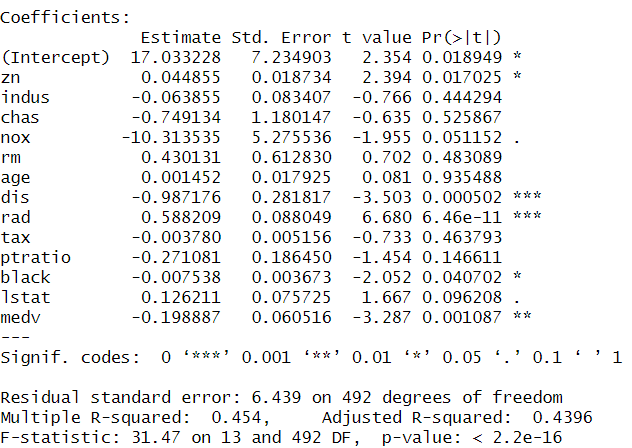 Coefficients:
              Estimate Std. Error t value Pr(>|t|)
(Intercept)  17.033228   7.234903   2.354 0.018949 *
zn            0.044855   0.018734   2.394 0.017025 *
indus        -0.063855   0.083407  -0.766 0.444294
chas         -0.749134   1.180147  -0.635 0.525867
nox         -10.313535   5.275536  -1.955 0.051152 .
rm            0.430131   0.612830   0.702 0.483089
age           0.001452   0.017925   0.081 0.935488
dis          -0.987176   0.281817  -3.503 0.000502 ***
rad           0.588209   0.088049   6.680 6.46e-11 ***
tax          -0.003780   0.005156  -0.733 0.463793
ptratio      -0.271081   0.186450  -1.454 0.146611
black        -0.007538   0.003673  -2.052 0.040702 *
lstat         0.126211   0.075725   1.667 0.096208 .
medv         -0.198887   0.060516  -3.287 0.001087 **
---
Signif. codes:  0 ‘***’ 0.001 ‘**’ 0.01 ‘*’ 0.05 ‘.’ 0.1 ‘ ’ 1
Residual standard error: 6.439 on 492 degrees of freedom
Multiple R-squared:  0.454,     Adjusted R-squared:  0.4396
F-statistic: 31.47 on 13 and 492 DF,  p-value: < 2.2e-16